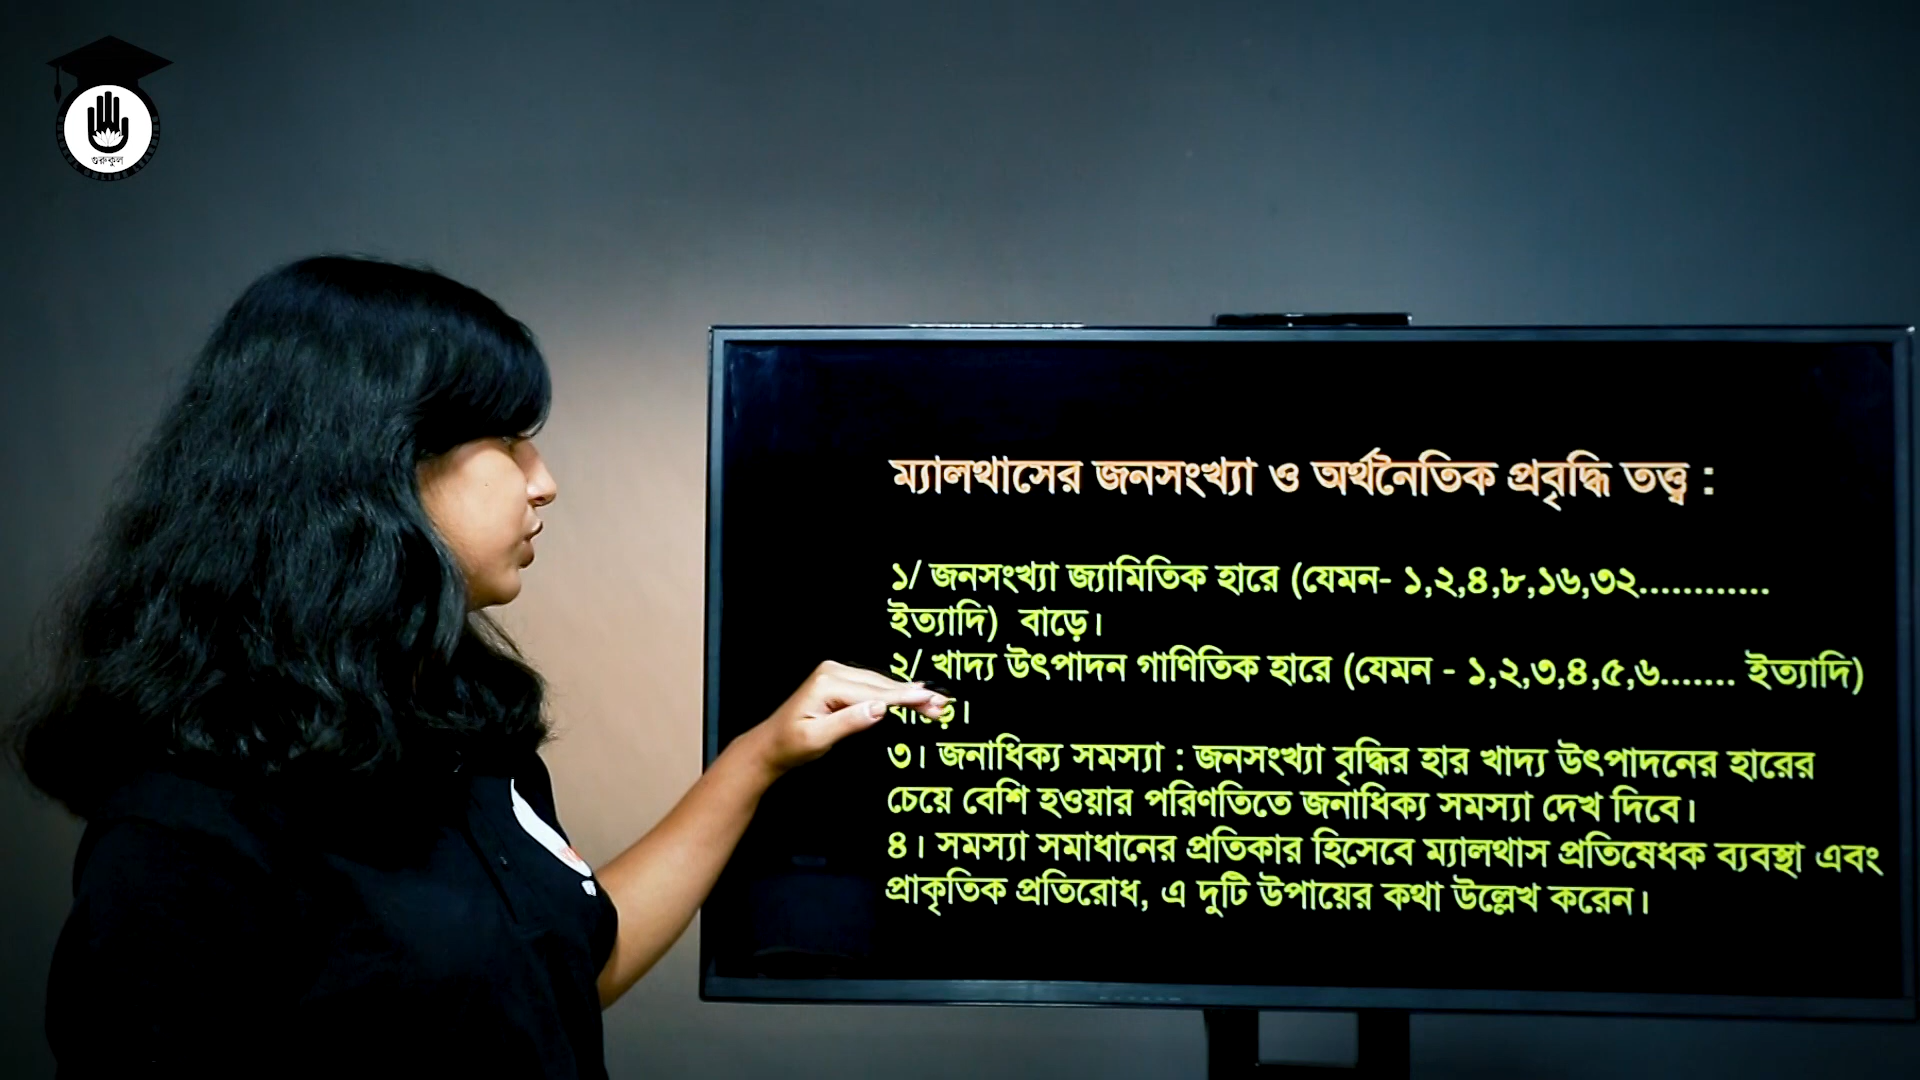 গুরুকুল
ম্যালথাসের জনসংখ্যা ও অর্থনৈতিক প্রবৃদ্ধি তত্ত্ব :
১/ জনসংখ্যা জ্যামিতিক হারে (যেমন- ১,২,৪,৮,১৬,৩২............
ইত্যাদি) বাড়ে।
২/ খাদ্য উৎপাদন গাণিতিক হারে (যেমন - ১,২,৩,৪,৫,৬....... ইত্যাদি)
বাড়ে।
৩। জনাধিক্য সমস্যা : জনসংখ্যা বৃদ্ধির হার খাদ্য উৎপাদনের হারের
চেয়ে বেশি হওয়ার পরিণতিতে জনাধিক্য সমস্যা দেখ দিবে।
৪। সমস্যা সমাধানের প্রতিকার হিসেবে ম্যালথাস প্রতিষেধক ব্যবস্থা এবং
প্রাকৃতিক প্রতিরোধ, এ দুটি উপায়ের কথা উল্লেখ করেন।